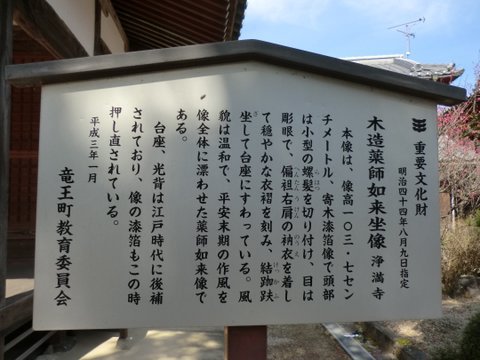 重要文化財
明治四十四年八月九日指定
木造薬師如来坐像 浄満寺
本像は、像高一〇三・七セン
チメートル、寄木漆箔像で頭部
は小型の螺髪を切り付け、目は
彫眼で、偏袒右肩の衲衣を着し
て穏やかな衣褶を刻み、結跏趺
坐して台座にすわっている。風
貌は温和で、平安末期の作風を
像全体に漂わせた薬師如来像で
ある。
台座、光背は江戸時代に後補
されており、像の漆箔もこの時
押し直されている。
平成三年一月
竜王町教育委員会